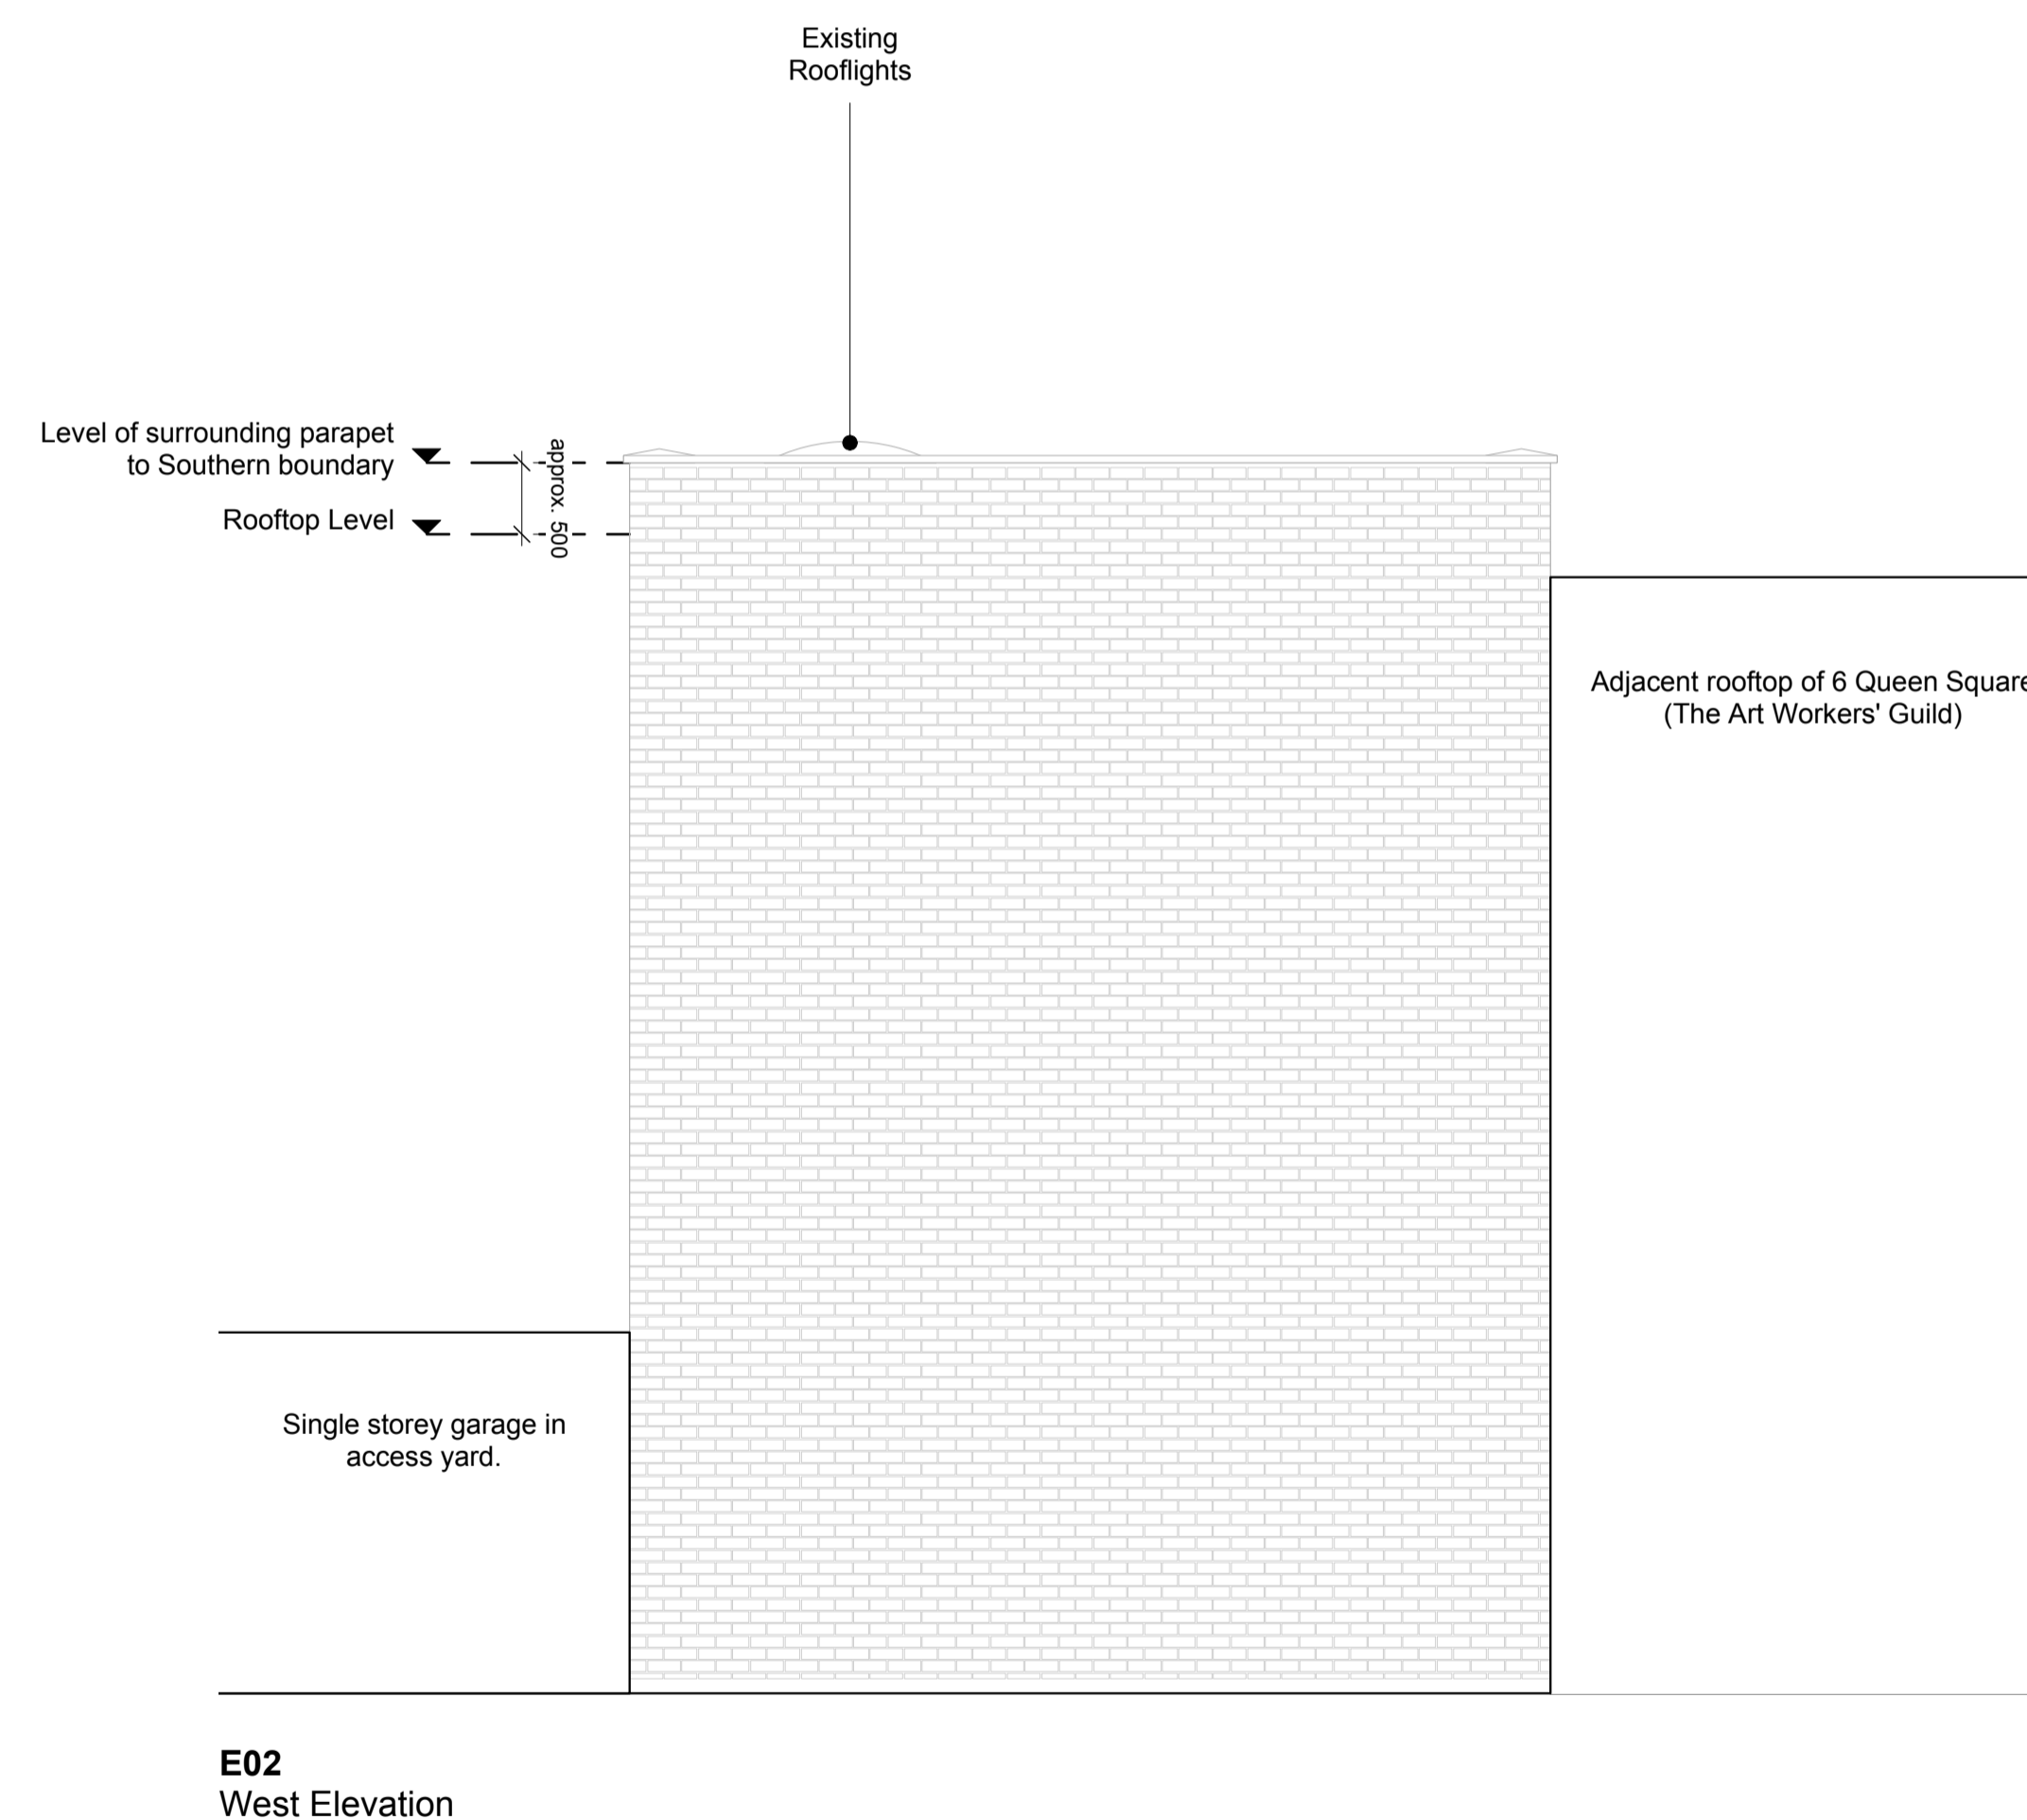 Existing
Rooflights
Level of surrounding parapet
to Southern boundary
approx. 500
Rooftop Level
Adjacent rooftop of 6 Queen Square
(The Art Workers' Guild)
Single storey garage in
access yard.
E02
West Elevation